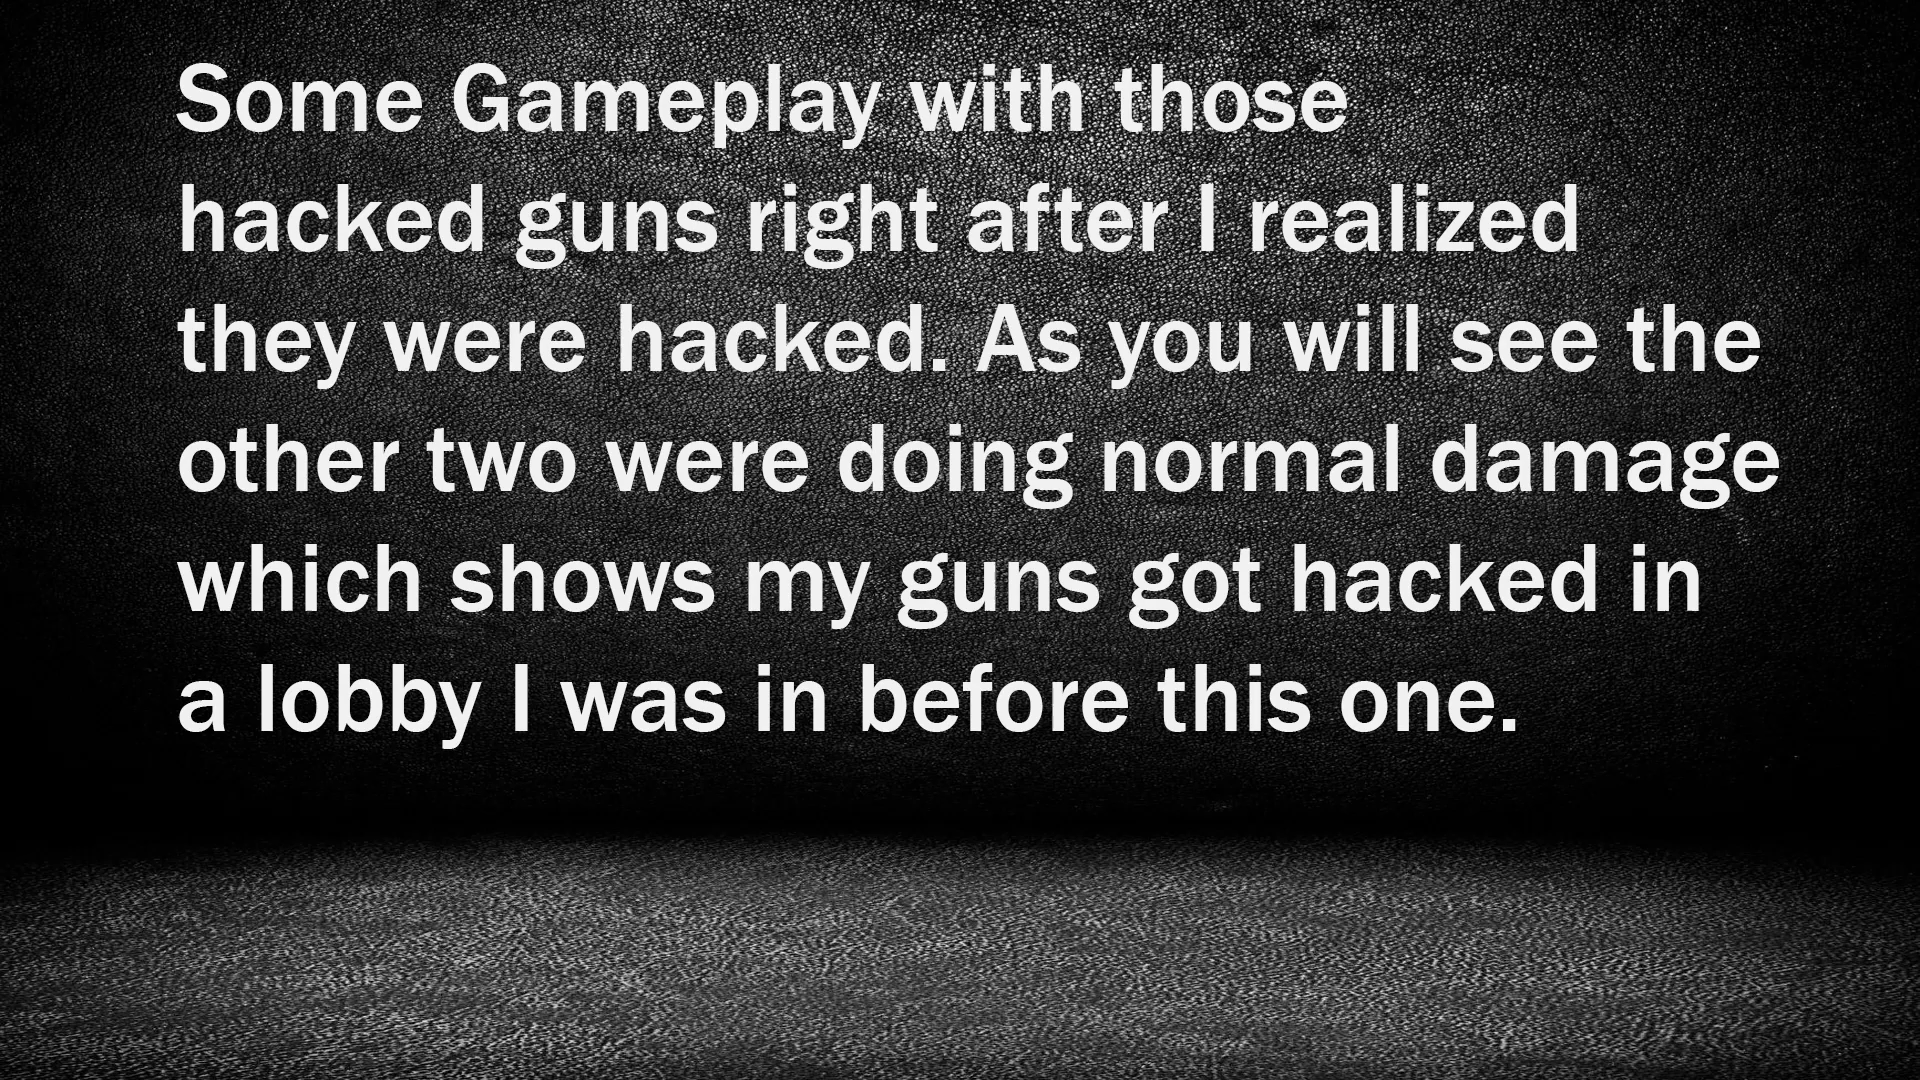 Some Gameplay with those
hacked guns right after I realized
they were hacked. As you will see the
other two were doing normal damage
which shows my guns got hacked in
a lobby I was in before this one.